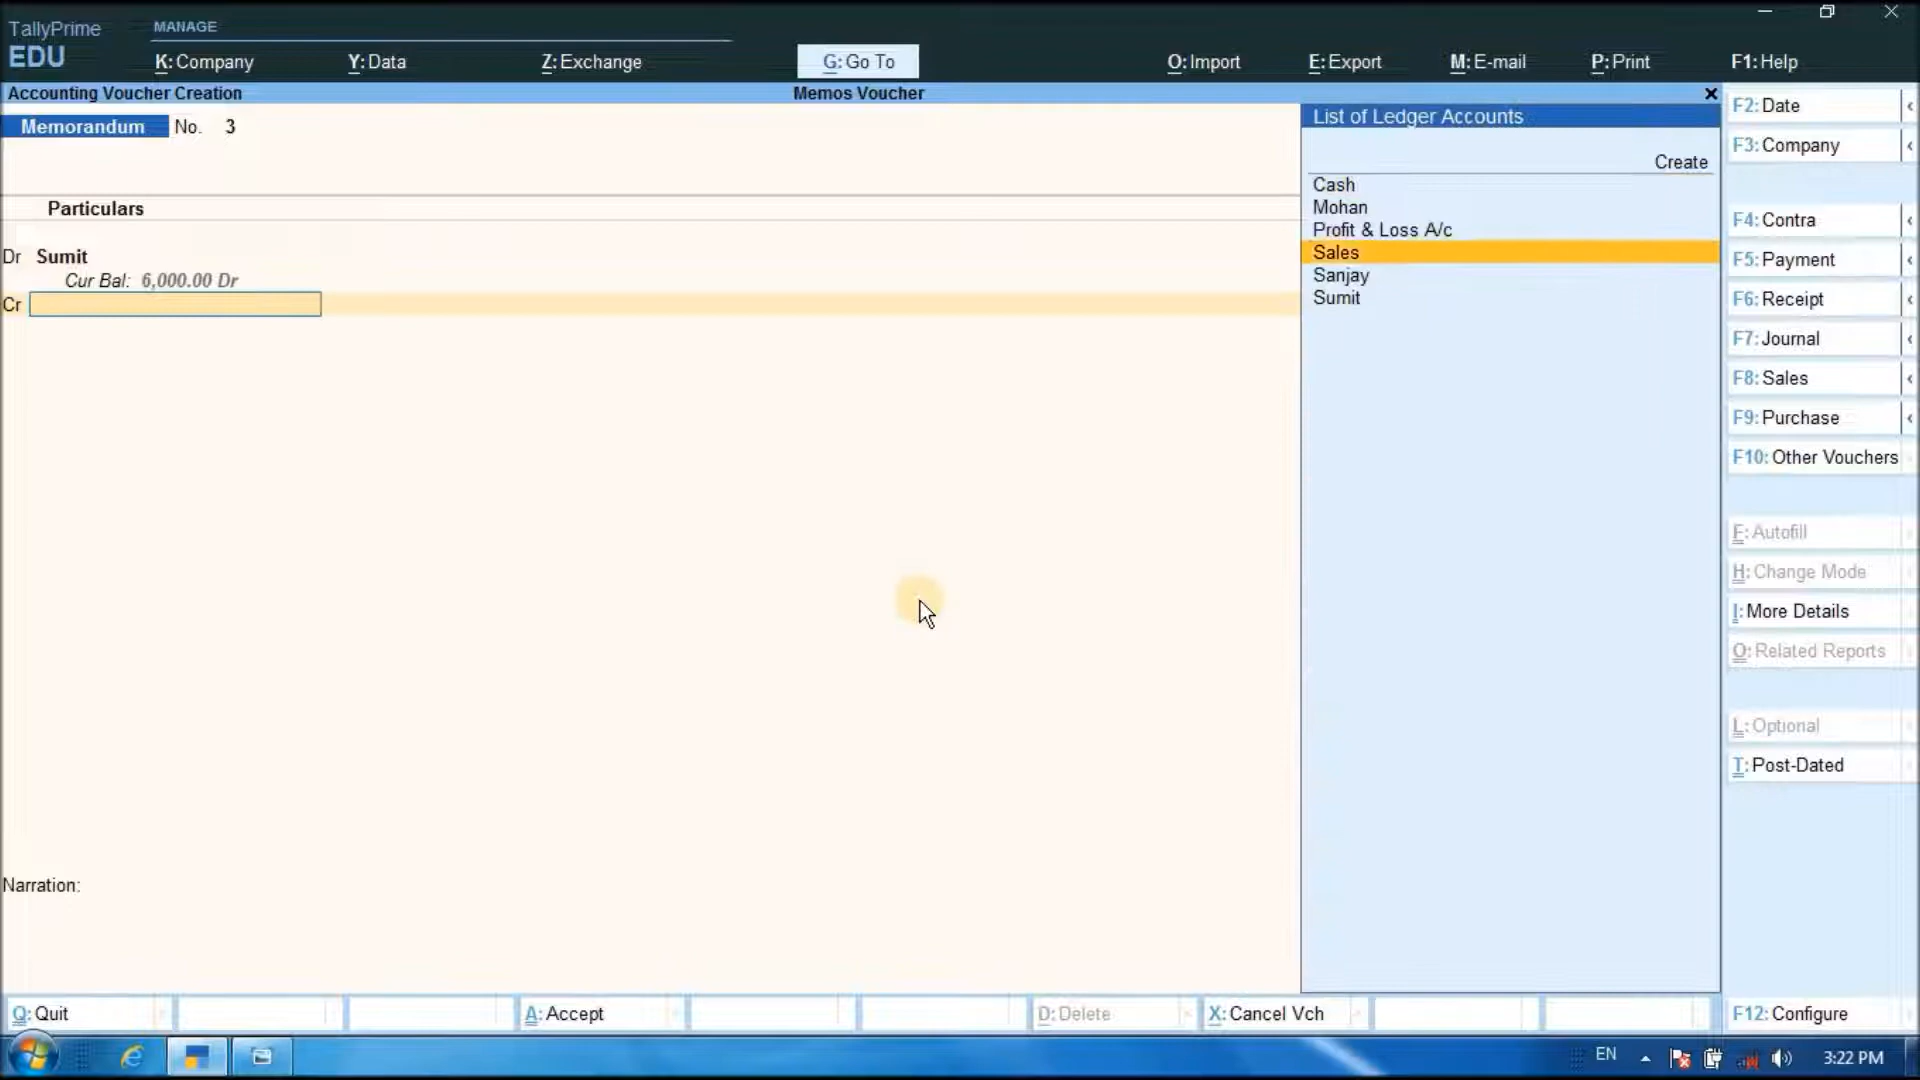 TallyPrime
EDU
MANAGE
K: Company
Y: Data
Z: Exchange
G: Go To
O: Import
E: Export
M: E-mail
P: Print
F1: Help
Accounting Voucher Creation
Memos Voucher
Memorandum No. 3
Particulars
Dr Sumit
Cur Bal: 6,000.00 Dr
Cr
Narration:
List of Ledger Accounts
Create
Cash
Mohan
Profit & Loss A/c
Sales
Sanjay
Sumit
F2: Date
F3: Company
F4: Contra
F5: Payment
F6: Receipt
F7: Journal
F8: Sales
F9: Purchase
F10: Other Vouchers
F: Autofill
H: Change Mode
I: More Details
O: Related Reports
L: Optional
T: Post-Dated
Q: Quit
A: Accept
D: Delete
X: Cancel Vch
F12: Configure
EN
3:22 PM